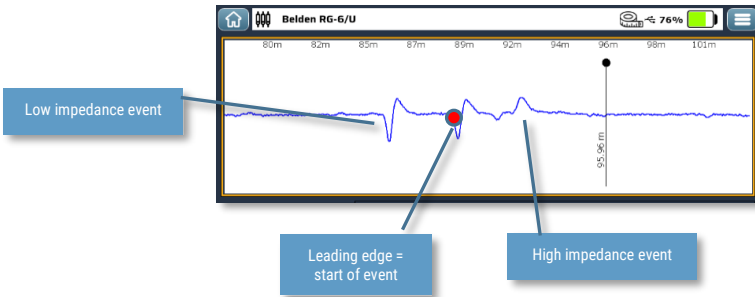 Belden RG-6/U
76%
80m 82m 85m 87m 89m 92m 94m 96m 98m 101m
Low impedance event
95.96 m
Leading edge =
start of event
High impedance event